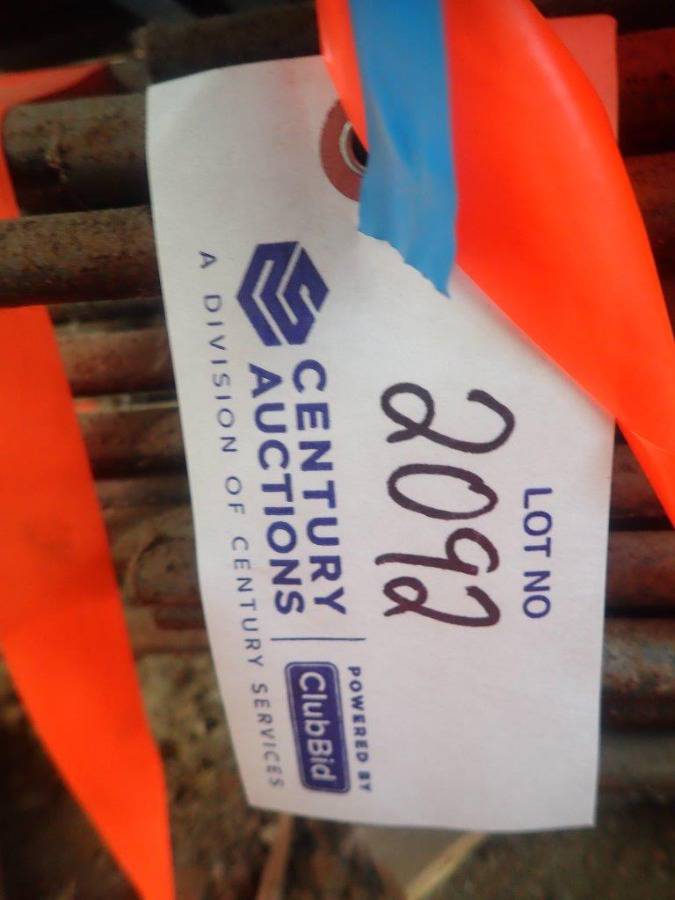 LOT NO
2092
CENTURY
AUCTIONS
POWERED BY
ClubBid
A DIVISION OF CENTURY SERVICES